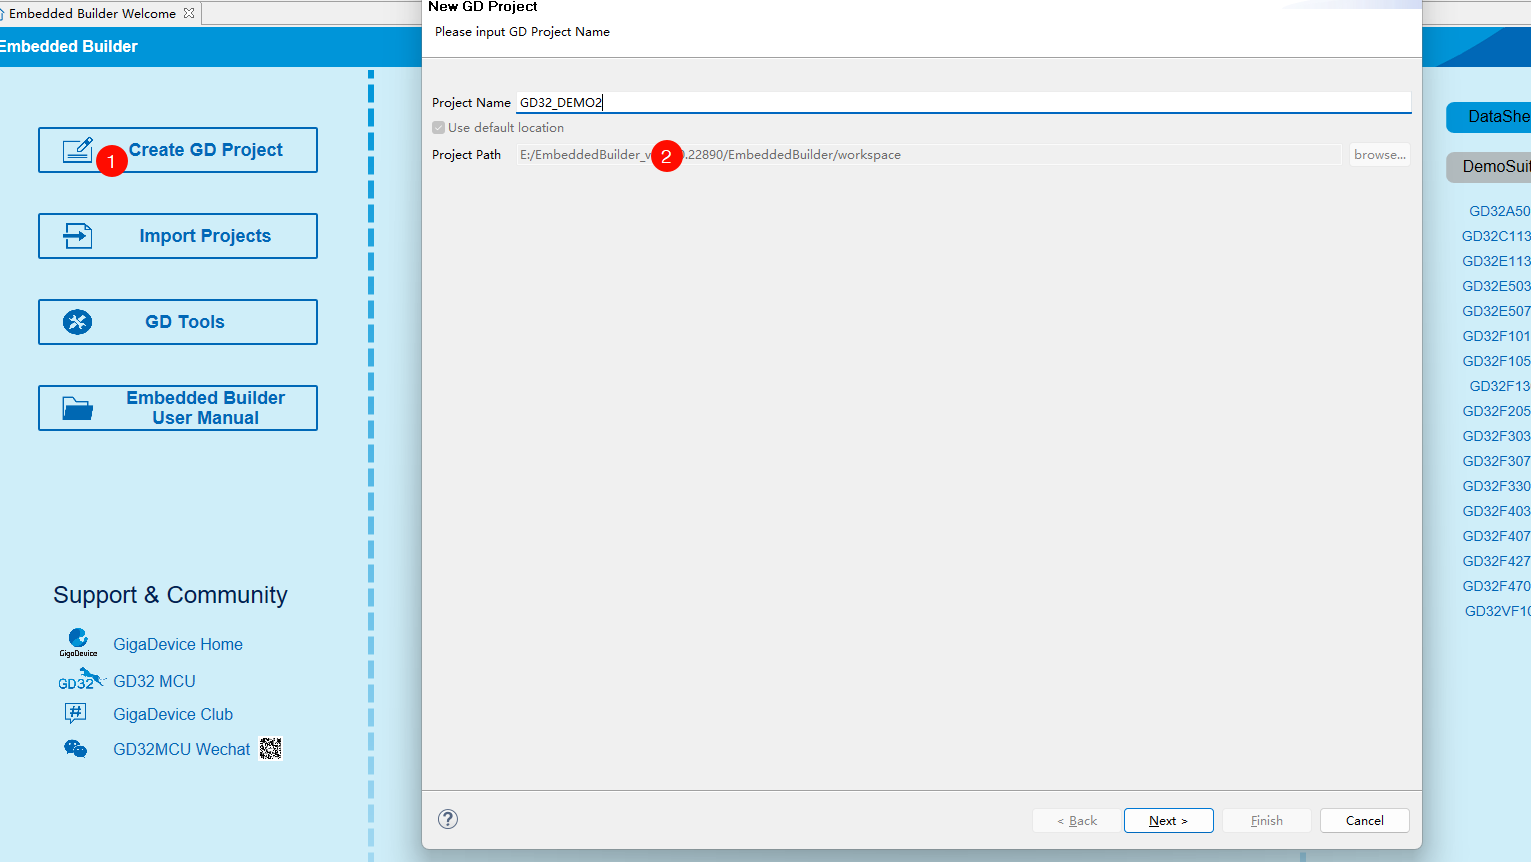 Embedded Builder Welcome
Embedded Builder
Create GD Project
1
Import Projects
GD Tools
Embedded Builder
User Manual
Support & Community
GigaDevice
GigaDevice Home
GD32
GD32 MCU
#
GigaDevice Club
GD32MCU Wechat
New GD Project
Please input GD Project Name
Project Name GD32_DEMO2
Use default location
Project Path E:/EmbeddedBuilder_v 2 .22890/EmbeddedBuilder/workspace browse...
?
< Back
Next >
Finish
Cancel
DataShe
DemoSuit
GD32A50
GD32C113
GD32E113
GD32E503
GD32E507
GD32F101
GD32F105
GD32F13
GD32F205
GD32F303
GD32F307
GD32F330
GD32F403
GD32F407
GD32F427
GD32F470
GD32VF10